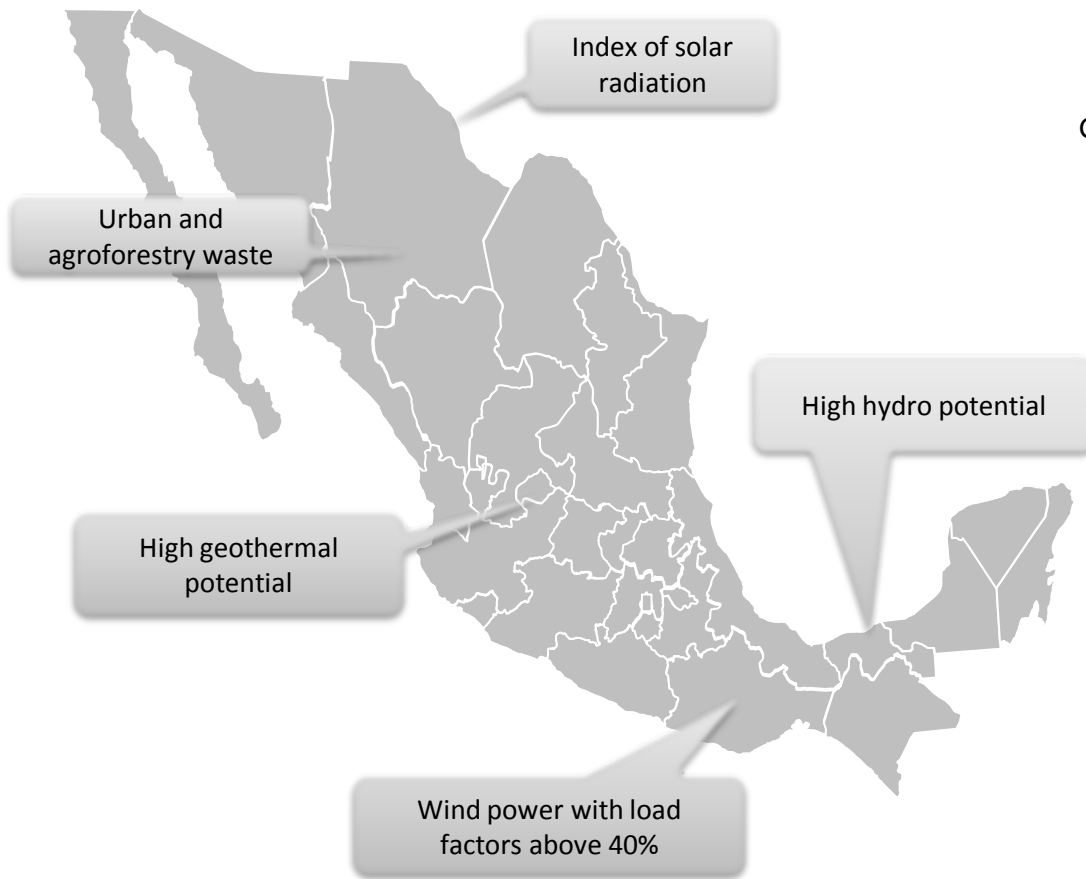 Index of solar
radiation
Urban and
agroforestry waste
High hydro potential
High geothermal
potential
Wind power with load
factors above 40%